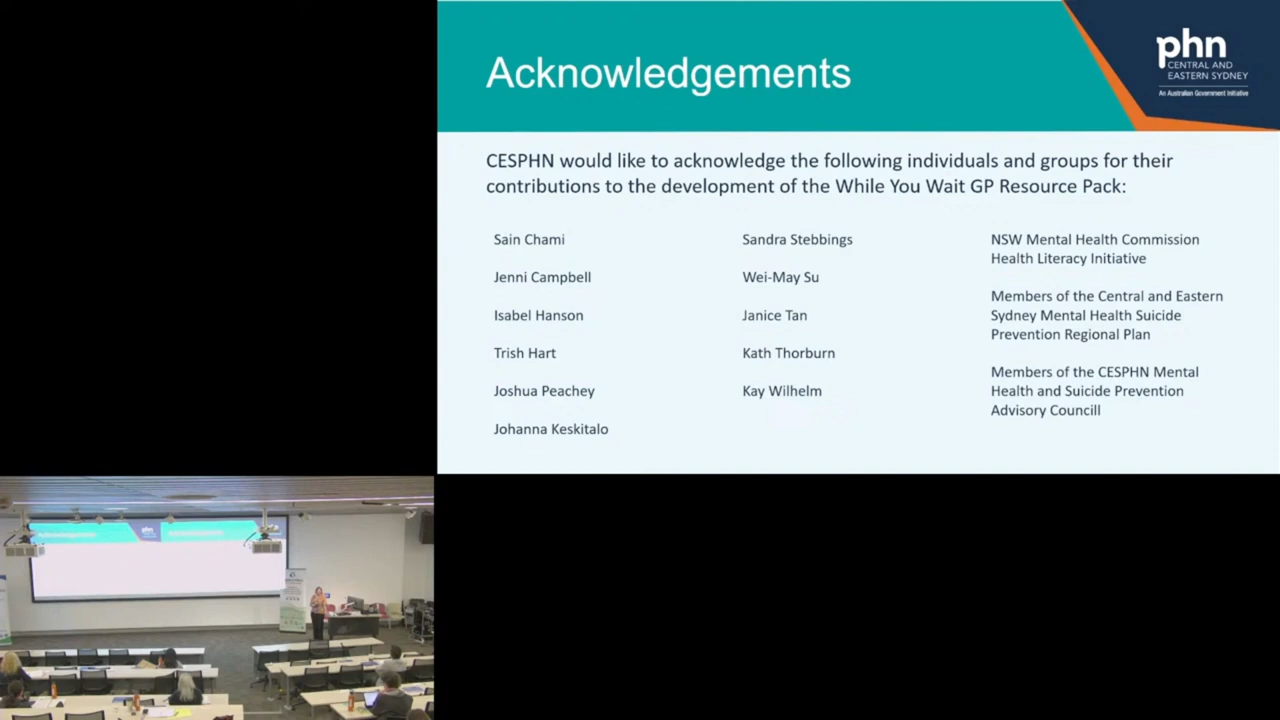 Acknowledgements
phn
CENTRAL AND
EASTERN SYDNEY
An Australian Government Initiative
CESPHN would like to acknowledge the following individuals and groups for their
contributions to the development of the While You Wait GP Resource Pack:
Sain Chami
Jenni Campbell
Isabel Hanson
Trish Hart
Joshua Peachey
Johanna Keskitalo
Sandra Stebbings
Wei-May Su
Janice Tan
Kath Thorburn
Kay Wilhelm
NSW Mental Health Commission
Health Literacy Initiative
Members of the Central and Eastern
Sydney Mental Health Suicide
Prevention Regional Plan
Members of the CESPHN Mental
Health and Suicide Prevention
Advisory Councill
Acknowledgements
phn